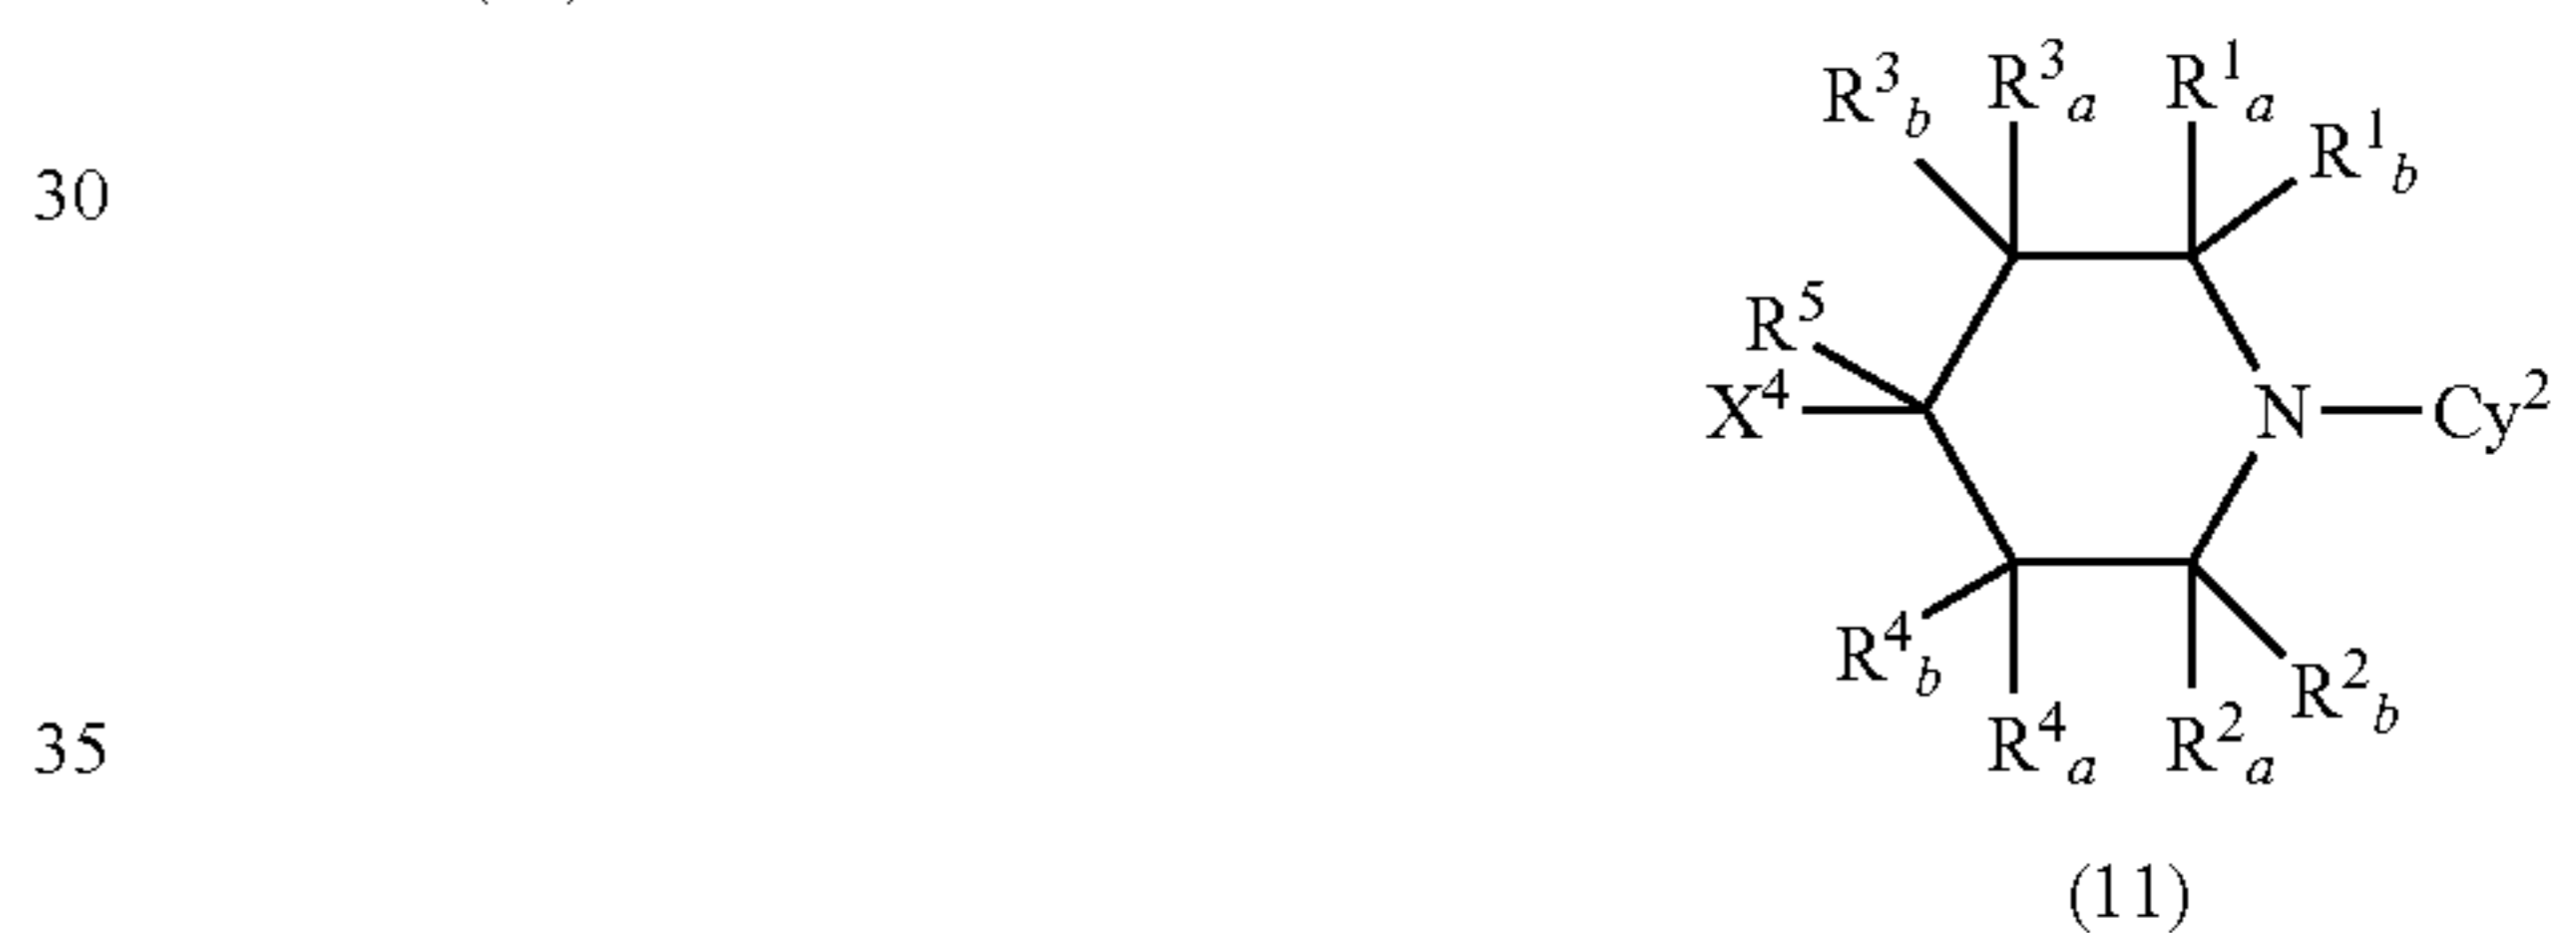 R³b R³a R¹a
R¹b
30
R⁵
X⁴ N Cy²
R⁴b R²b
35 R⁴a R²a
(11)